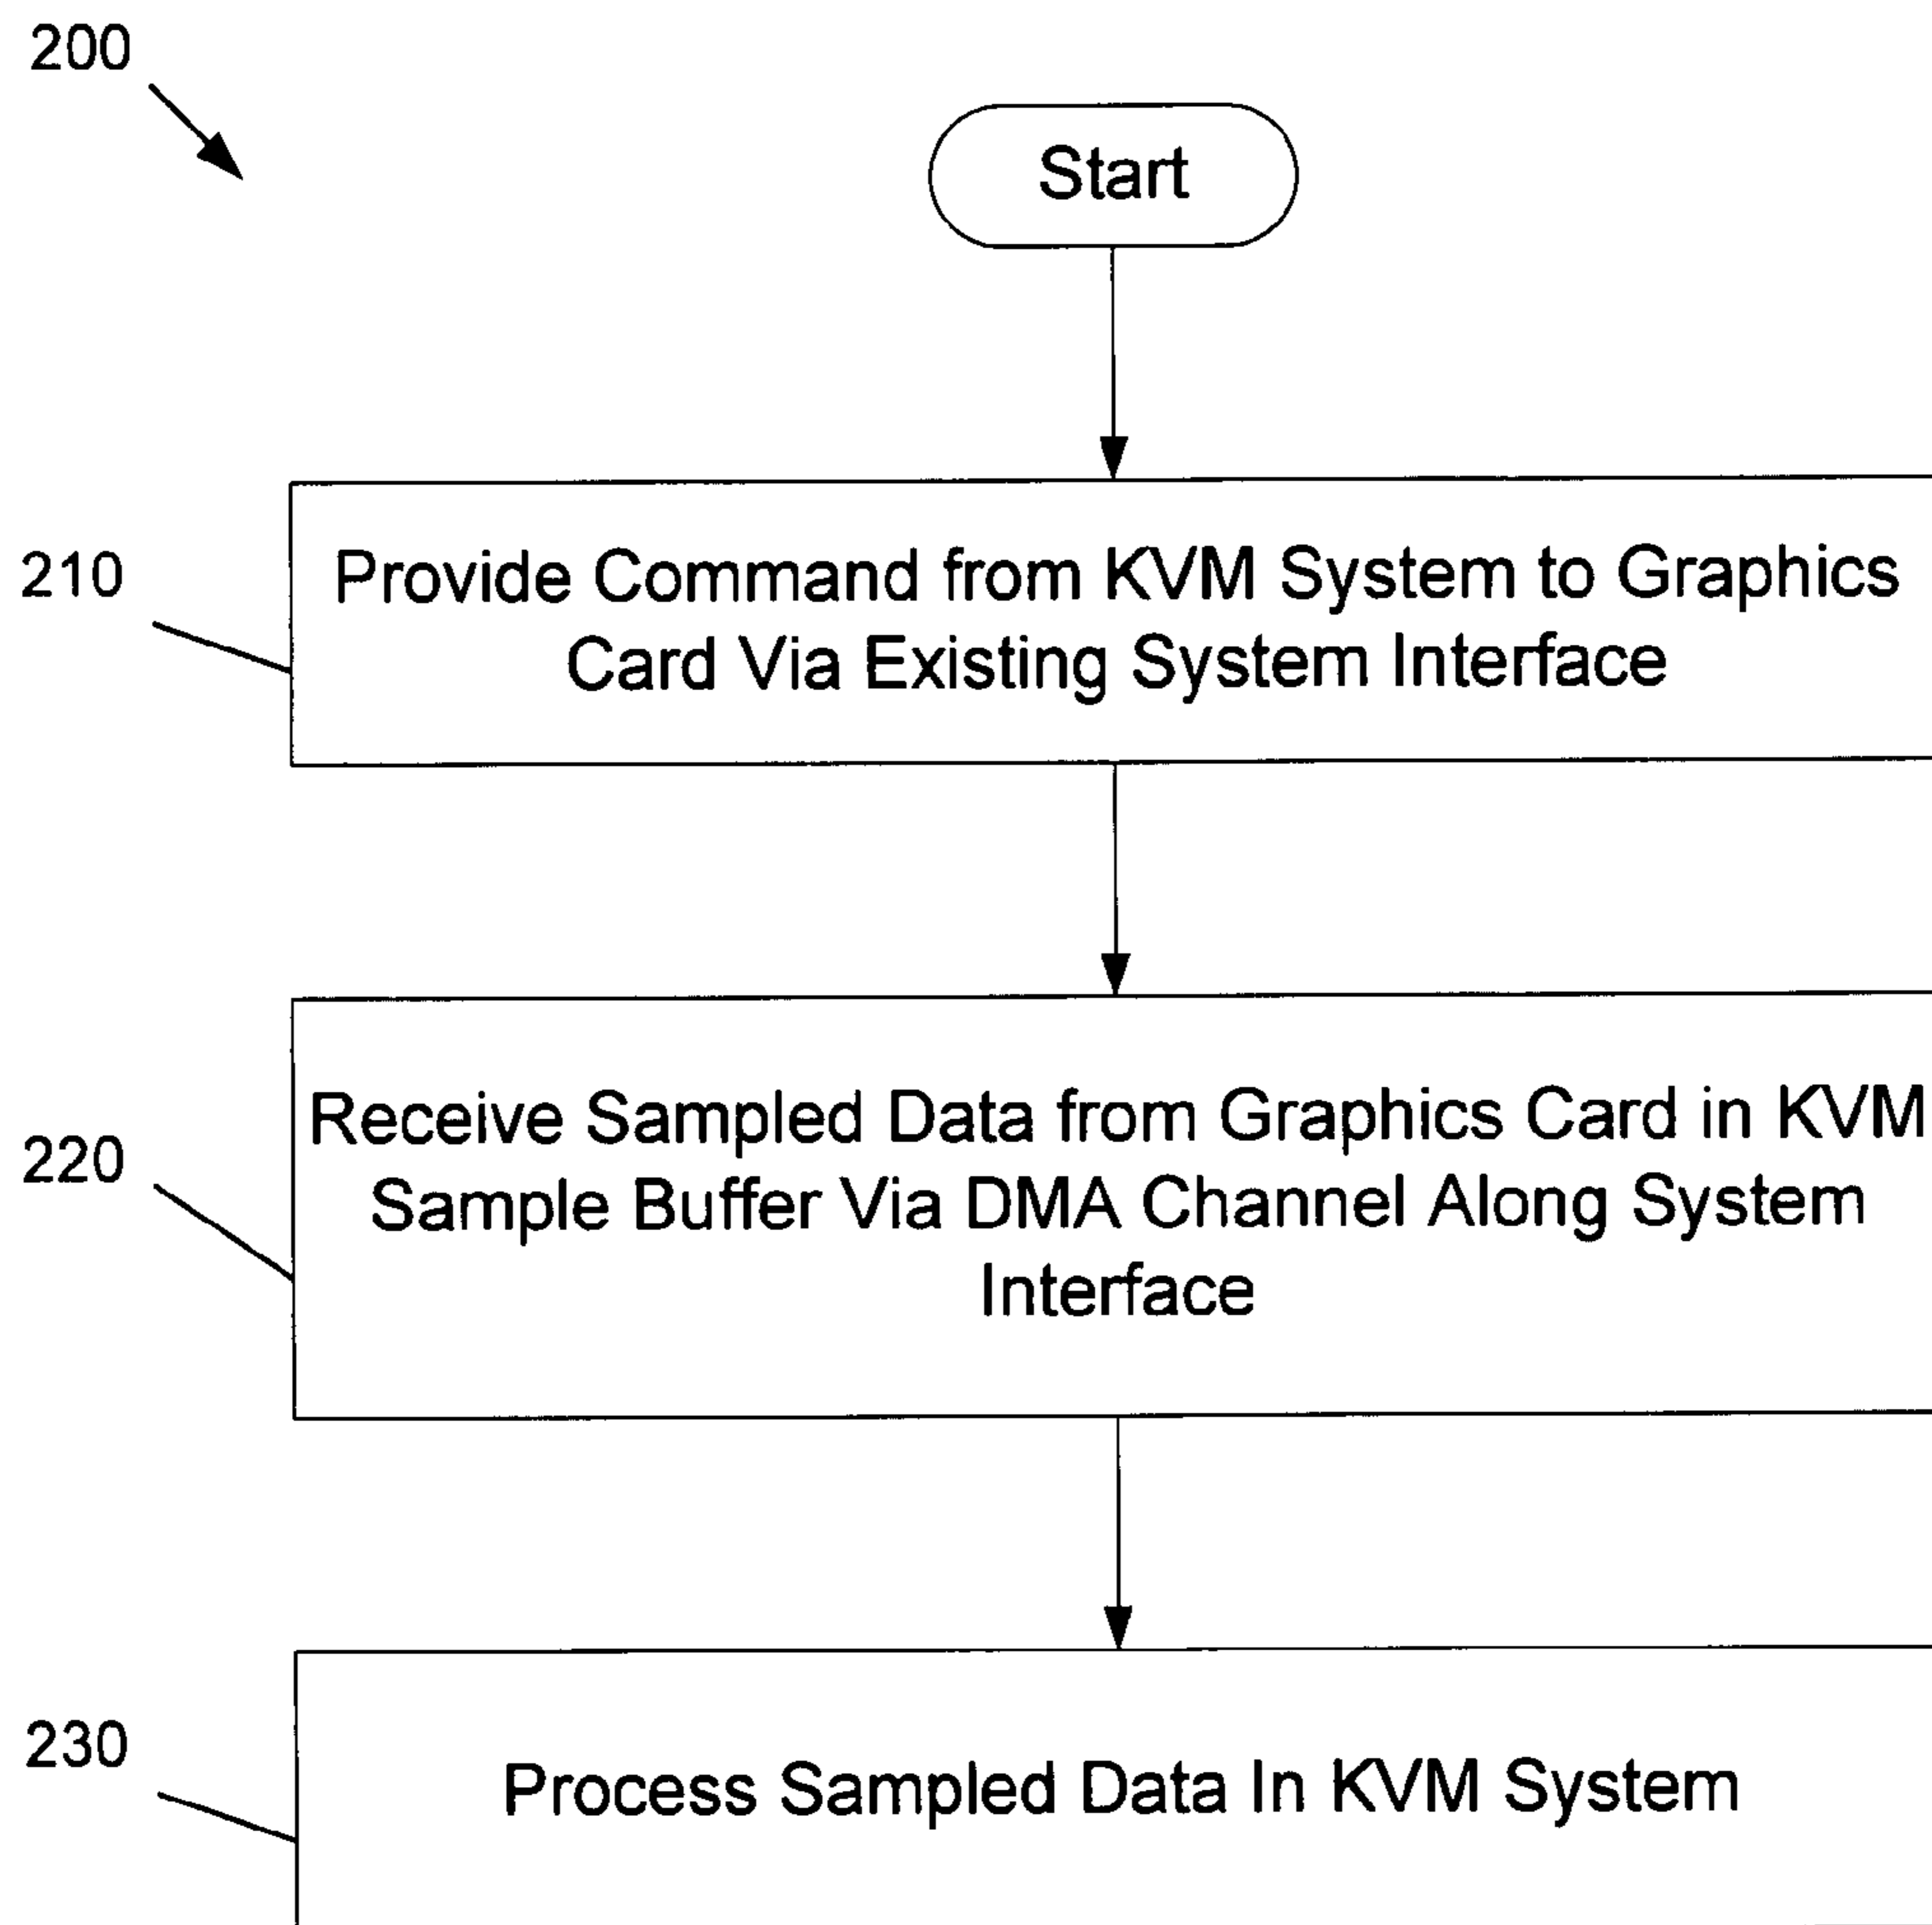 200
Start
210
Provide Command from KVM System to Graphics
Card Via Existing System Interface
220
Receive Sampled Data from Graphics Card in KVM
Sample Buffer Via DMA Channel Along System
Interface
230
Process Sampled Data In KVM System